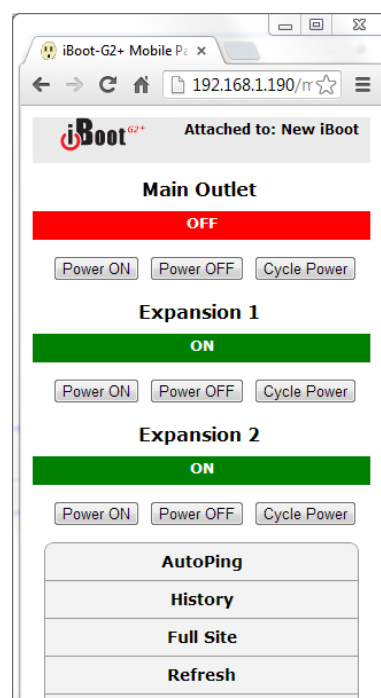 iBoot-G2+ Mobile Pa
192.168.1.190/m
iBoot G2+ Attached to: New iBoot
Main Outlet
OFF
Power ON Power OFF Cycle Power
Expansion 1
ON
Power ON Power OFF Cycle Power
Expansion 2
ON
Power ON Power OFF Cycle Power
AutoPing
History
Full Site
Refresh